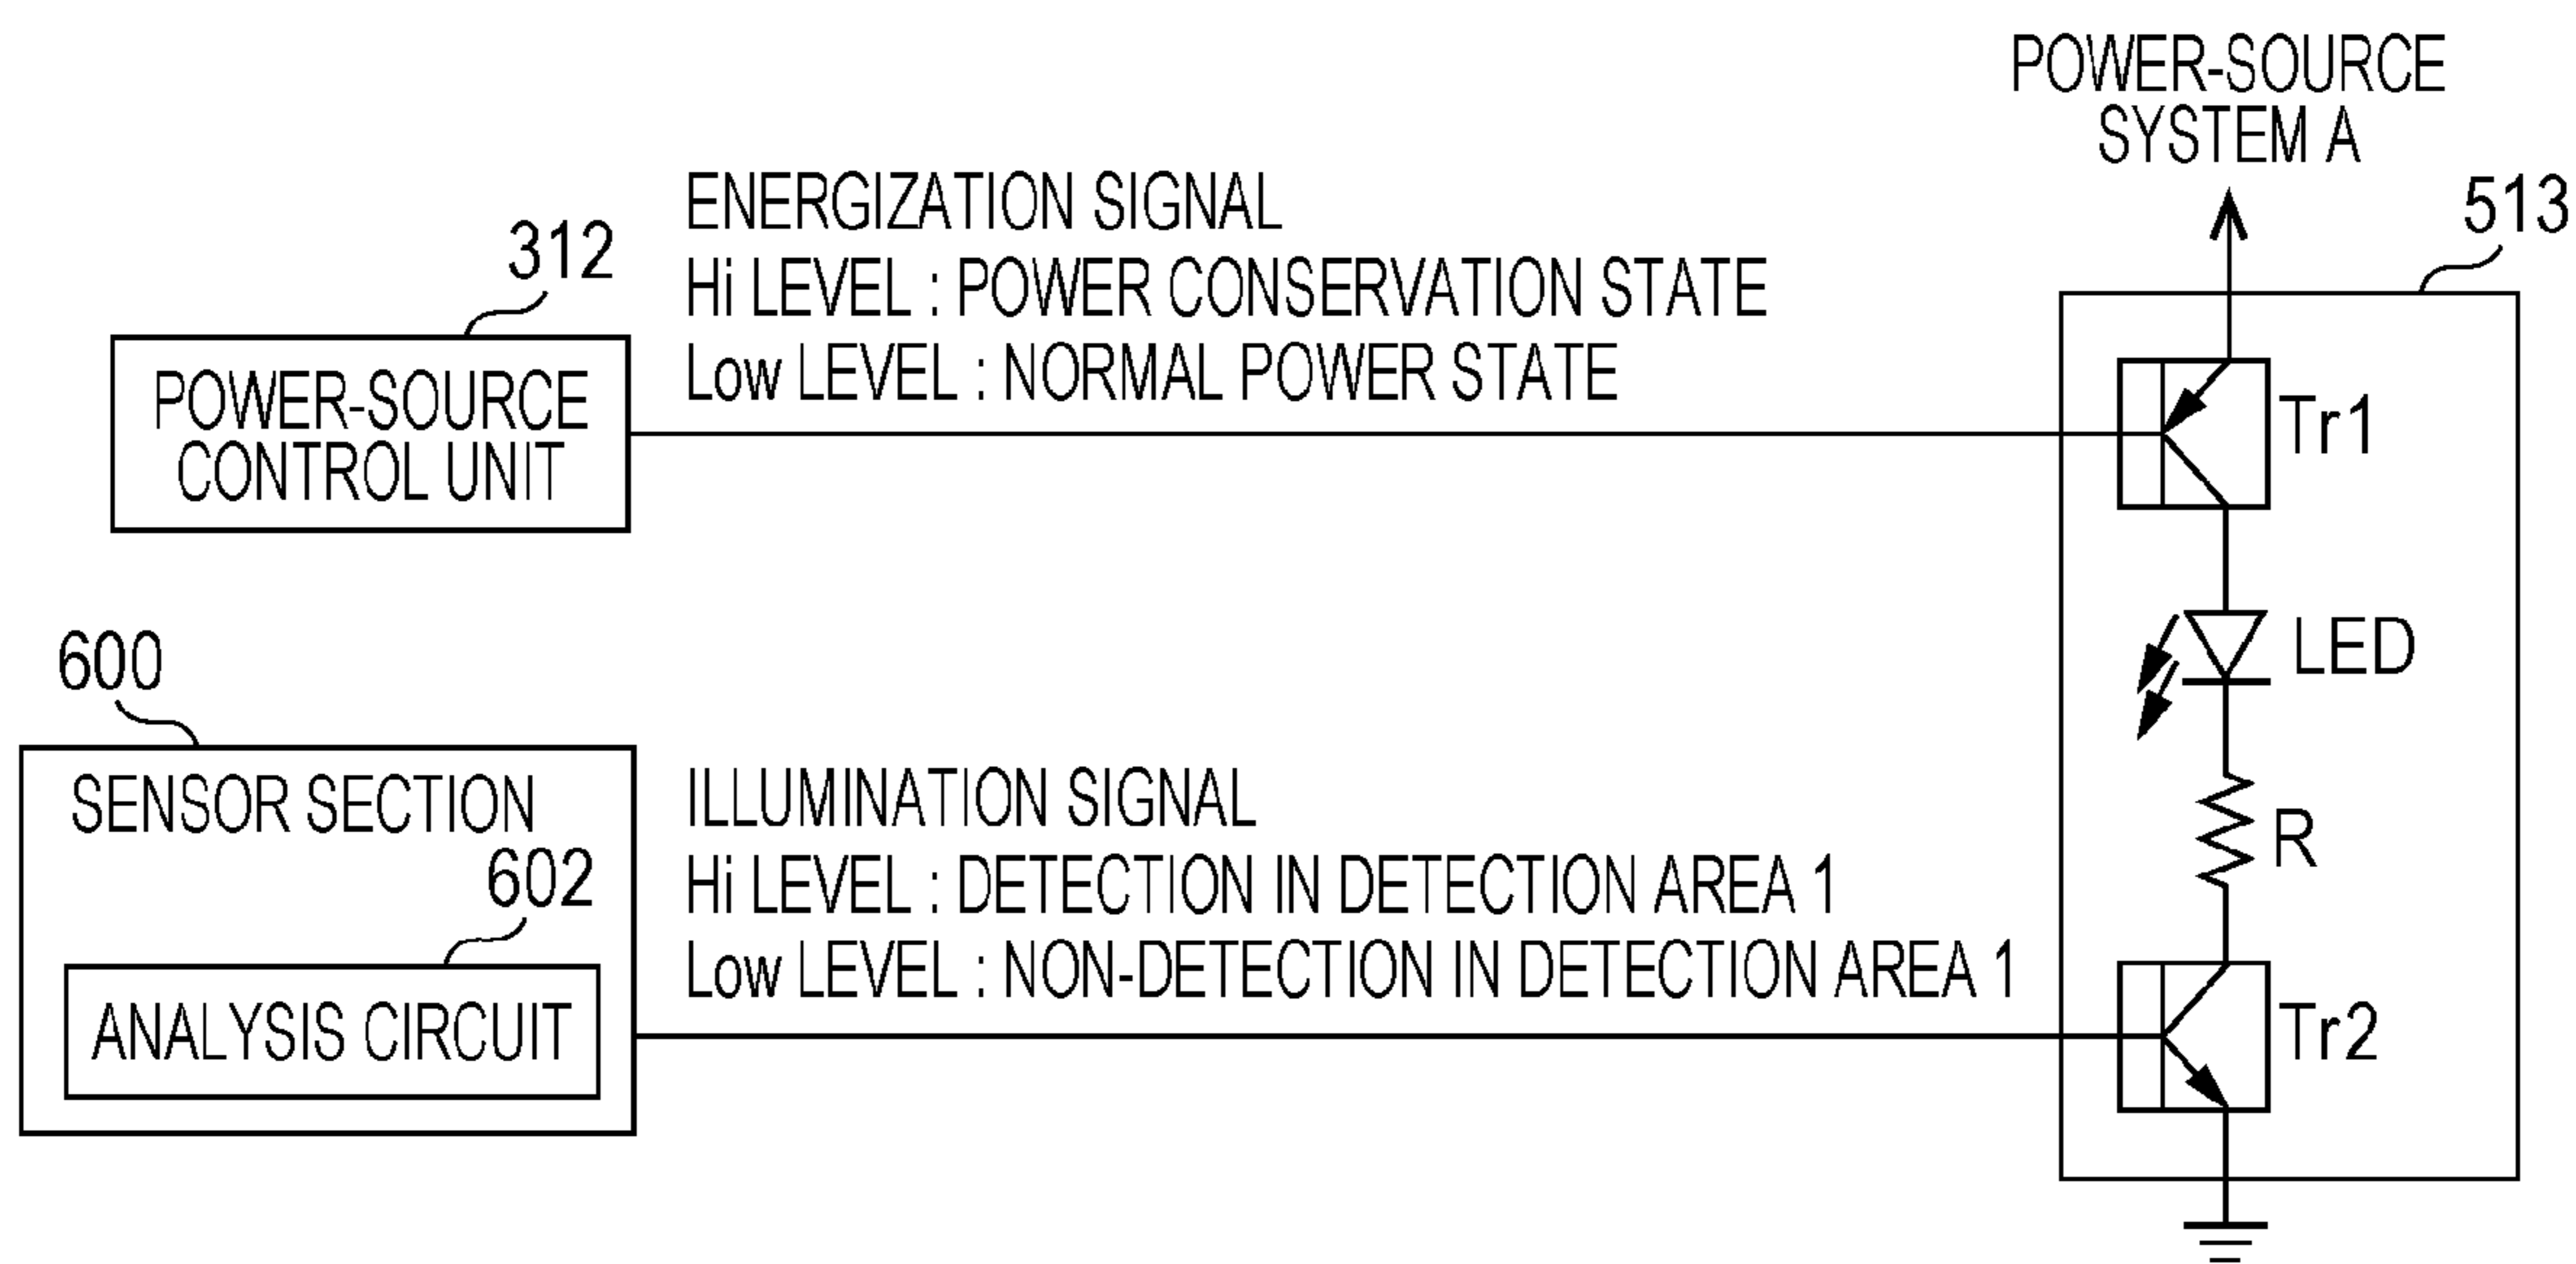 POWER-SOURCE
SYSTEM A
513
312
ENERGIZATION SIGNAL
Hi LEVEL : POWER CONSERVATION STATE
Low LEVEL : NORMAL POWER STATE
POWER-SOURCE
CONTROL UNIT
Tr1
LED
600
SENSOR SECTION
602
ANALYSIS CIRCUIT
ILLUMINATION SIGNAL
Hi LEVEL : DETECTION IN DETECTION AREA 1
Low LEVEL : NON-DETECTION IN DETECTION AREA 1
R
Tr2